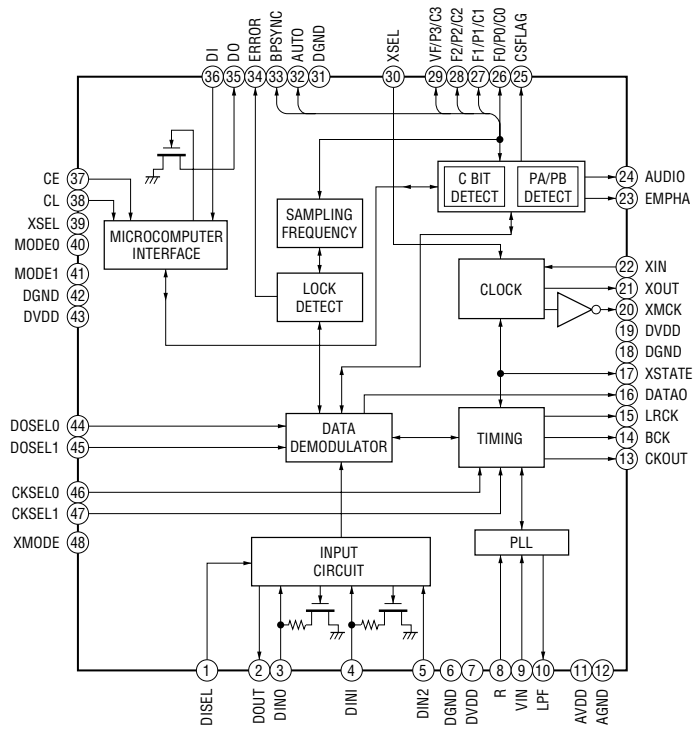 DI
DO
ERROR
BPSYNC
AUTO
DGND
XSEL
VF/P3/C3
F2/P2/C2
F1/P1/C1
F0/P0/C0
CSFLAG
36
35
34
33
32
31
30
29
28
27
26
25
CE 37
CL 38
XSEL 39
MODE0 40
MODE1 41
DGND 42
DVDD 43
DOSEL0 44
DOSEL1 45
CKSEL0 46
CKSEL1 47
XMODE 48
MICROCOMPUTER
INTERFACE
SAMPLING
FREQUENCY
LOCK
DETECT
C BIT
DETECT
PA/PB
DETECT
CLOCK
DATA
DEMODULATOR
TIMING
INPUT
CIRCUIT
PLL
24 AUDIO
23 EMPHA
22 XIN
21 XOUT
20 XMCK
19 DVDD
18 DGND
17 XSTATE
16 DATAO
15 LRCK
14 BCK
13 CKOUT
1
2
3
4
5
6
7
8
9
10
11
12
DISEL
DOUT
DINO
DINI
DIN2
DGND
DVDD
R
VIN
LPF
AVDD
AGND